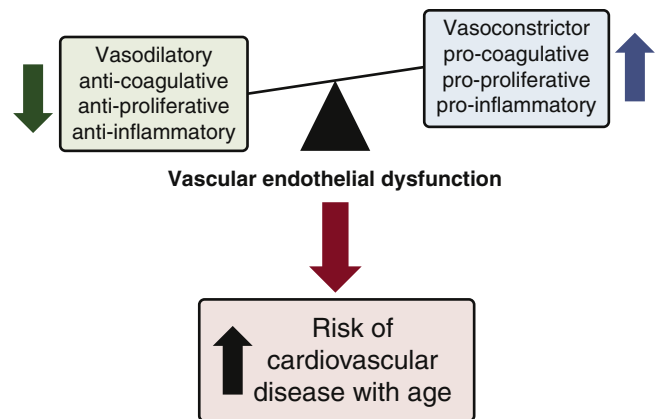 Vasodilatory
anti-coagulative
anti-proliferative
anti-inflammatory
Vasoconstrictor
pro-coagulative
pro-proliferative
pro-inflammatory
Vascular endothelial dysfunction
Risk of
cardiovascular
disease with age